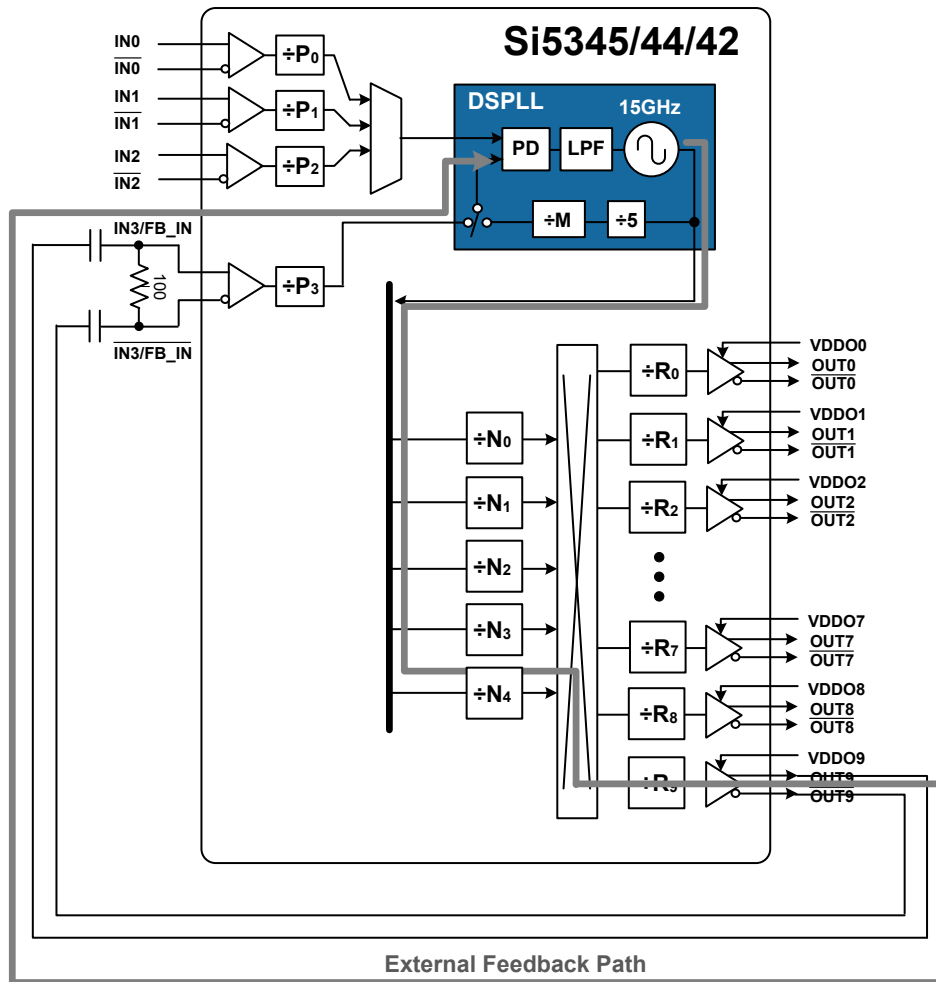 Si5345/44/42
IN0
IN0
÷P0
IN1
IN1
÷P1
IN2
IN2
÷P2
DSPLL
15GHz
PD
LPF
÷M
÷5
IN3/FB_IN
100
÷P3
IN3/FB_IN
÷N0
÷N1
÷N2
÷N3
÷N4
÷R0
VDDO0
OUT0
OUT0
÷R1
VDDO1
OUT1
OUT1
÷R2
VDDO2
OUT2
OUT2
÷R7
VDDO7
OUT7
OUT7
÷R8
VDDO8
OUT8
OUT8
÷R9
VDDO9
OUT9
OUT9
External Feedback Path